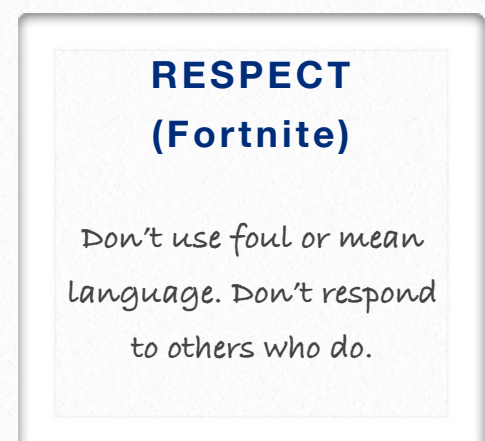 RESPECT
(Fortnite)
Don't use foul or mean
language. Don't respond
to others who do.